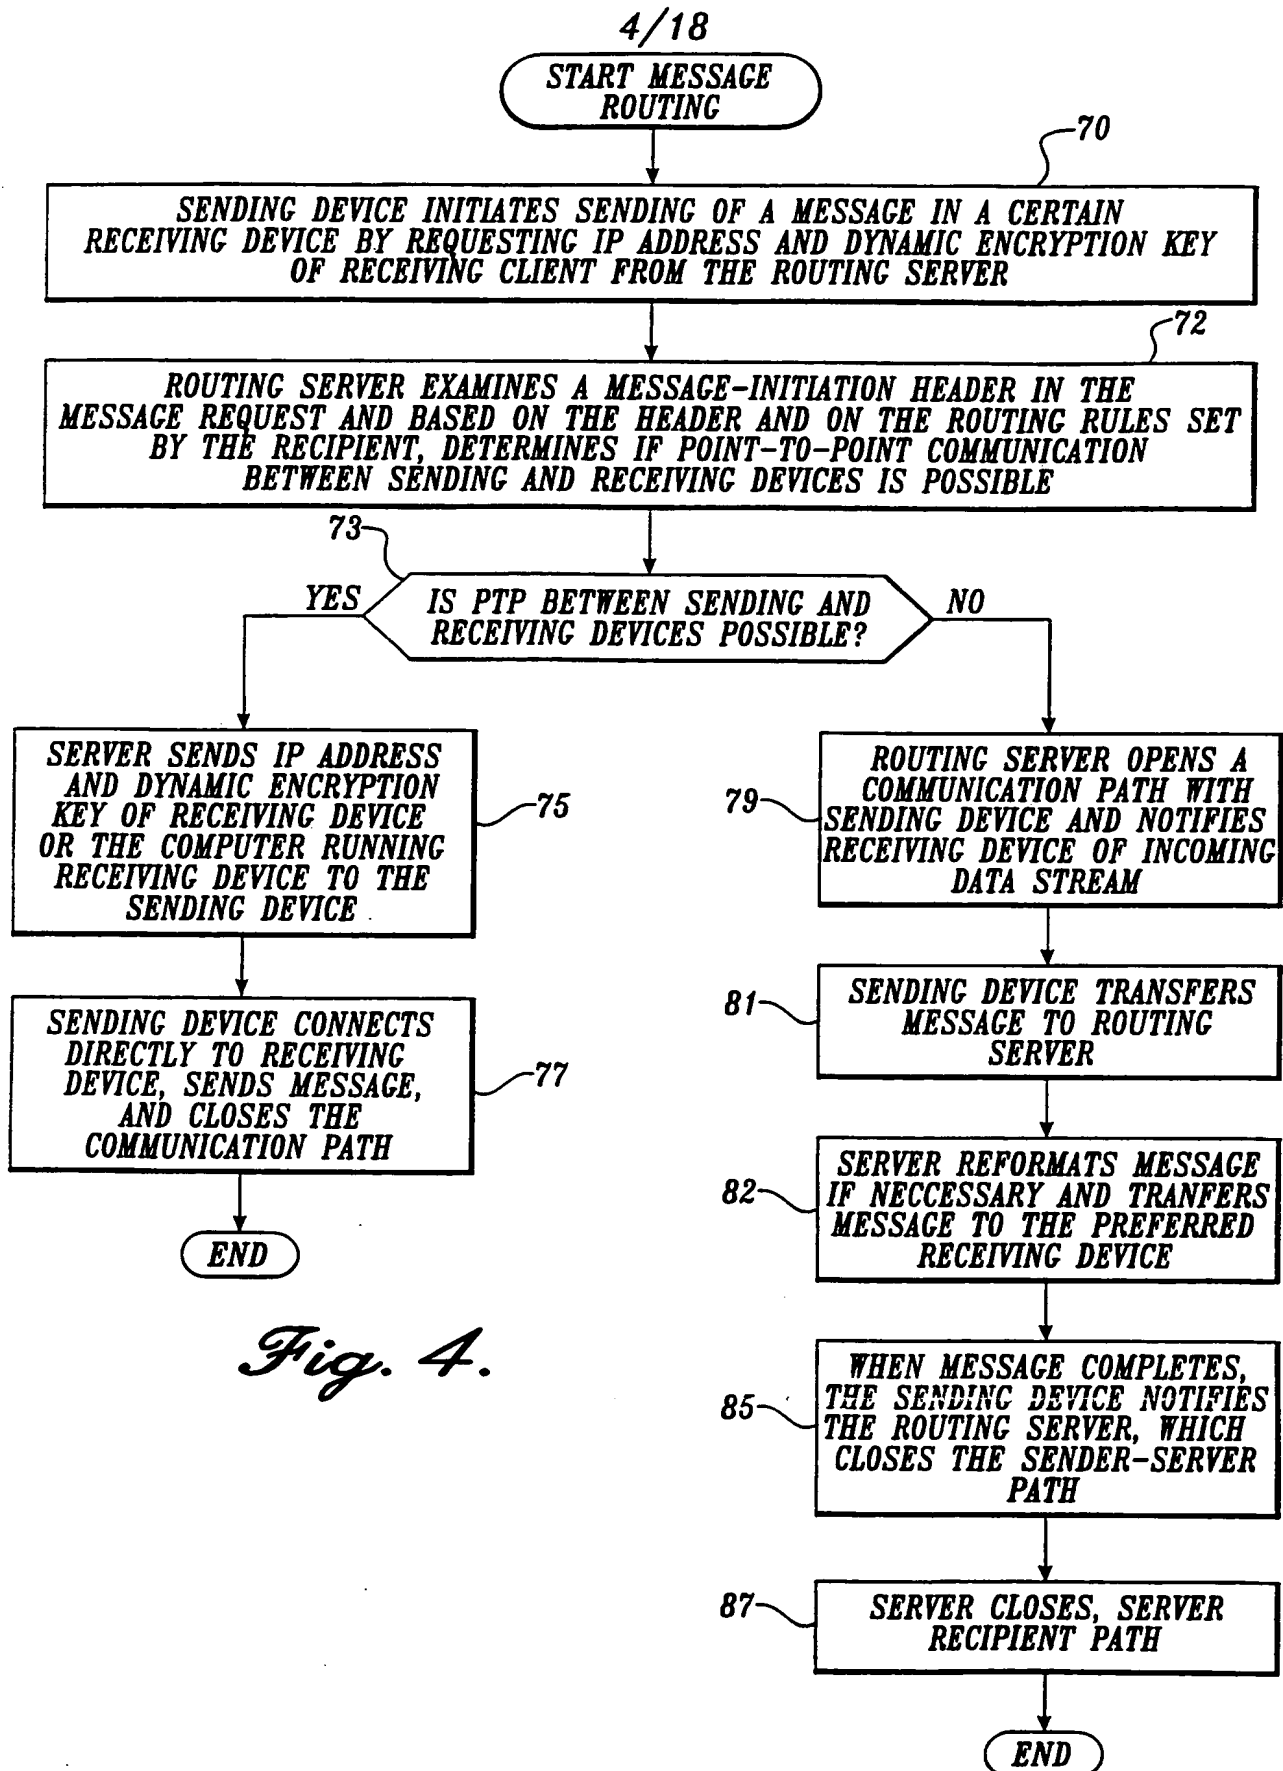 4/18
START MESSAGE
ROUTING
70
SENDING DEVICE INITIATES SENDING OF A MESSAGE IN A CERTAIN
RECEIVING DEVICE BY REQUESTING IP ADDRESS AND DYNAMIC ENCRYPTION KEY
OF RECEIVING CLIENT FROM THE ROUTING SERVER
72
ROUTING SERVER EXAMINES A MESSAGE-INITIATION HEADER IN THE
MESSAGE REQUEST AND BASED ON THE HEADER AND ON THE ROUTING RULES SET
BY THE RECIPIENT, DETERMINES IF POINT-TO-POINT COMMUNICATION
BETWEEN SENDING AND RECEIVING DEVICES IS POSSIBLE
73
YES
IS PTP BETWEEN SENDING AND
RECEIVING DEVICES POSSIBLE?
NO
SERVER SENDS IP ADDRESS
AND DYNAMIC ENCRYPTION
KEY OF RECEIVING DEVICE
OR THE COMPUTER RUNNING
RECEIVING DEVICE TO THE
SENDING DEVICE
75
SENDING DEVICE CONNECTS
DIRECTLY TO RECEIVING
DEVICE, SENDS MESSAGE,
AND CLOSES THE
COMMUNICATION PATH
77
END
79
ROUTING SERVER OPENS A
COMMUNICATION PATH WITH
SENDING DEVICE AND NOTIFIES
RECEIVING DEVICE OF INCOMING
DATA STREAM
81
SENDING DEVICE TRANSFERS
MESSAGE TO ROUTING
SERVER
82
SERVER REFORMATS MESSAGE
IF NECCESSARY AND TRANFERS
MESSAGE TO THE PREFERRED
RECEIVING DEVICE
85
WHEN MESSAGE COMPLETES,
THE SENDING DEVICE NOTIFIES
THE ROUTING SERVER, WHICH
CLOSES THE SENDER-SERVER
PATH
87
SERVER CLOSES, SERVER
RECIPIENT PATH
END
Fig. 4.